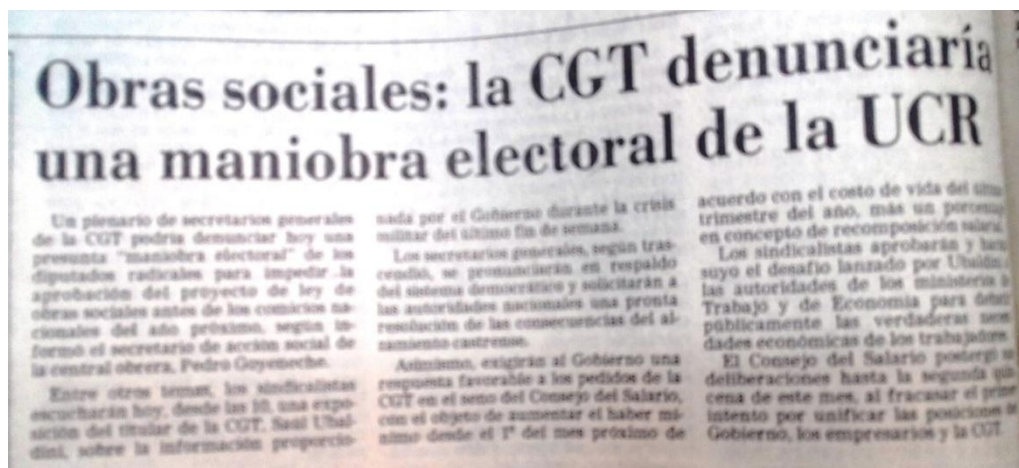 Obras sociales: la CGT denunciaría
una maniobra electoral de la UCR
Un plenario de secretarios generales
de la CGT podría denunciar hoy una
presunta "maniobra electoral" de los
diputados radicales para impedir la
aprobación del proyecto de ley de
obras sociales antes de los comicios na-
cionales del año próximo, según in-
formó el secretario de acción social de
la central obrera, Pedro Goyeneche.
Entre otros temas, los sindicalistas
escucharán hoy, desde las 10, una expo-
sición del titular de la CGT, Saúl Ubal-
dini, sobre la información proporcio-
nada por el Gobierno durante la crisis
militar del último fin de semana.
Los secretarios generales, según tras-
cendió, se pronunciarán en respaldo
del sistema democrático y solicitarán a
las autoridades nacionales una pronta
resolución de las consecuencias del al-
zamiento castrense.
Asimismo, exigirán al Gobierno una
respuesta favorable a los pedidos de la
CGT en el seno del Consejo del Salario,
con el objeto de aumentar el haber mí-
nimo desde el 1º del mes próximo de
acuerdo con el costo de vida del
trimestre del año, más un
en concepto de recomposición
Los sindicalistas aprobarán y
suyo el desafío lanzado por
las autoridades de los ministerios de
Trabajo y de Economía para
públicamente las verdaderas
dades económicas de los trabajadores.
El Consejo del Salario postergó
deliberaciones hasta la segunda
cena de este mes, al fracasar el
intento por unificar las posiciones
Gobierno, los empresarios y la CGT.